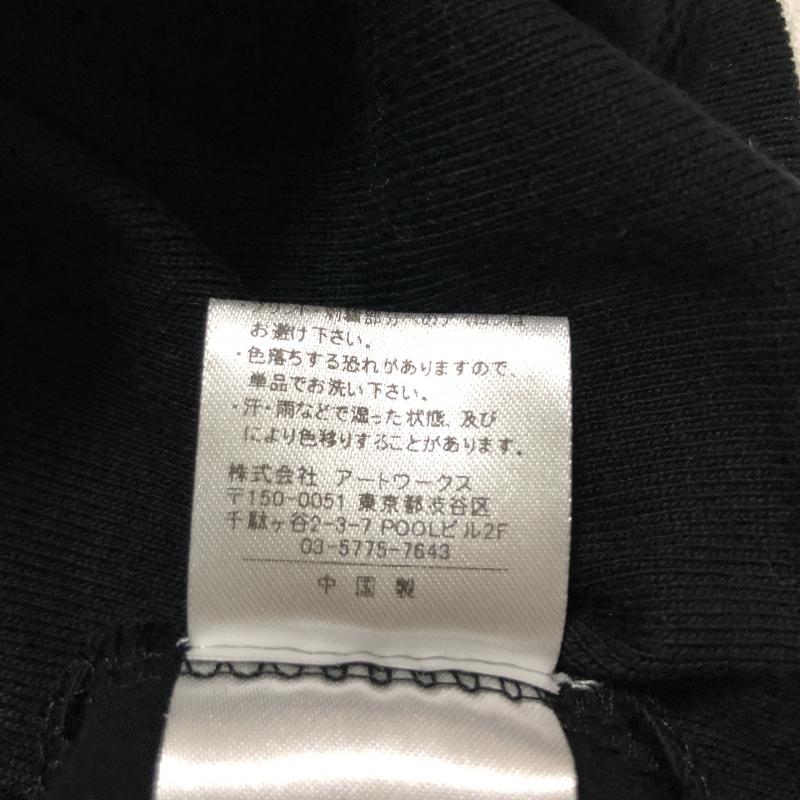 お避け下さい。
・色落ちする恐れがありますので、
単品でお洗い下さい。
・汗・雨などで湿った状態、及び
により色移りすることがあります。
株式会社 アートワークス
〒150-0051 東京都渋谷区
千駄ヶ谷2-3-7 POOLビル2F
03-5775-7643
中国製